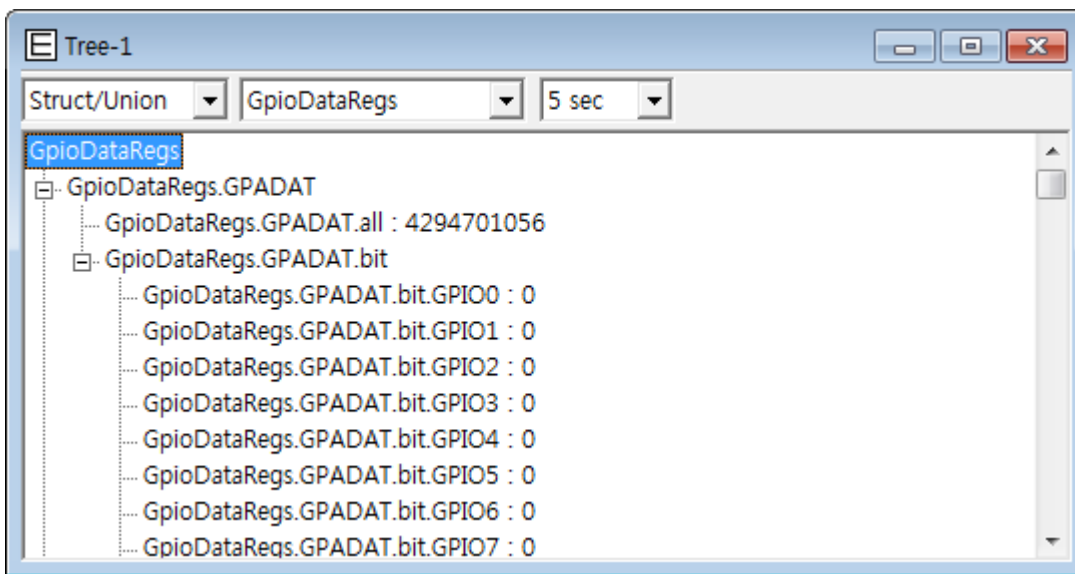 Tree-1
Struct/Union GpioDataRegs 5 sec
GpioDataRegs
GpioDataRegs.GPADAT
GpioDataRegs.GPADAT.all : 4294701056
GpioDataRegs.GPADAT.bit
GpioDataRegs.GPADAT.bit.GPIO0 : 0
GpioDataRegs.GPADAT.bit.GPIO1 : 0
GpioDataRegs.GPADAT.bit.GPIO2 : 0
GpioDataRegs.GPADAT.bit.GPIO3 : 0
GpioDataRegs.GPADAT.bit.GPIO4 : 0
GpioDataRegs.GPADAT.bit.GPIO5 : 0
GpioDataRegs.GPADAT.bit.GPIO6 : 0
GpioDataRegs.GPADAT.bit.GPIO7 : 0